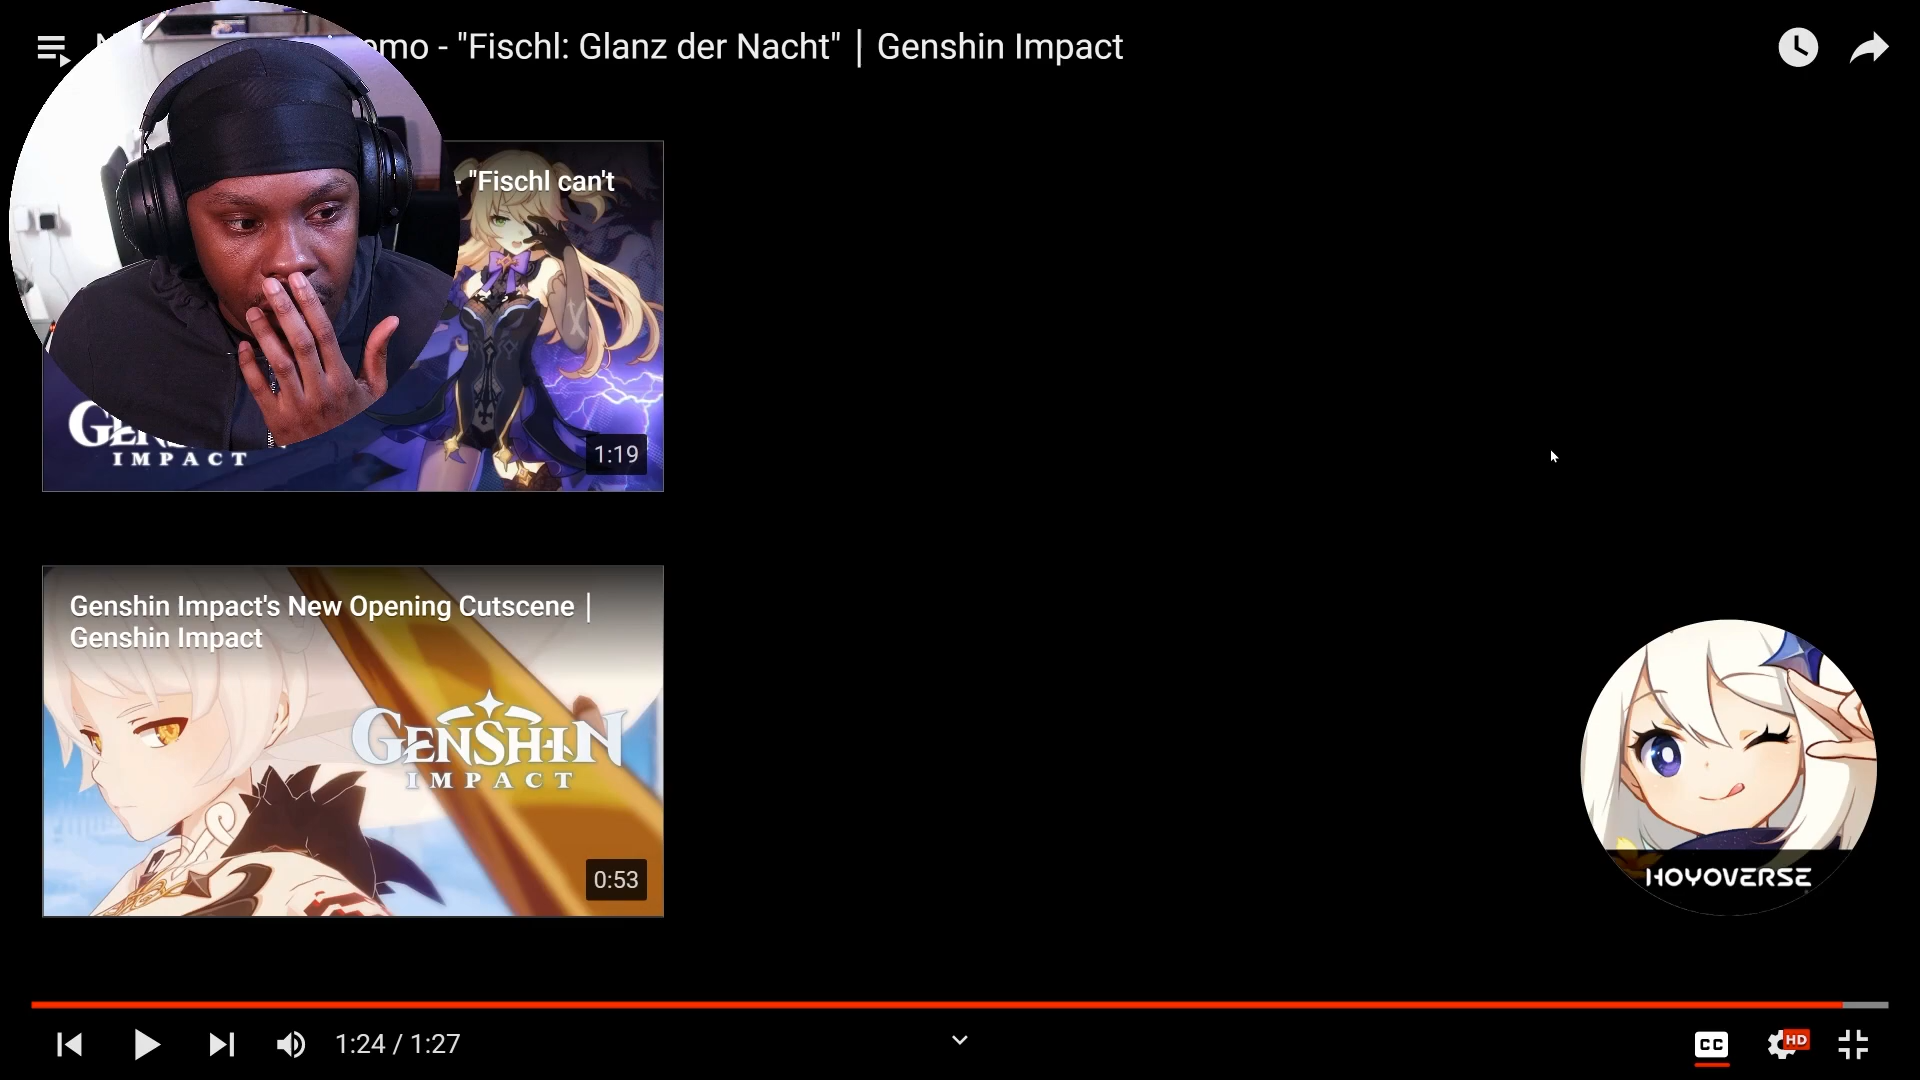 emo - "Fischl: Glanz der Nacht" | Genshin Impact
- "Fischl can't
IMPACT
1:19
Genshin Impact's New Opening Cutscene |
Genshin Impact
GENSHIN
IMPACT
0:53
HOYOVERSE
1:24 / 1:27
CC
HD